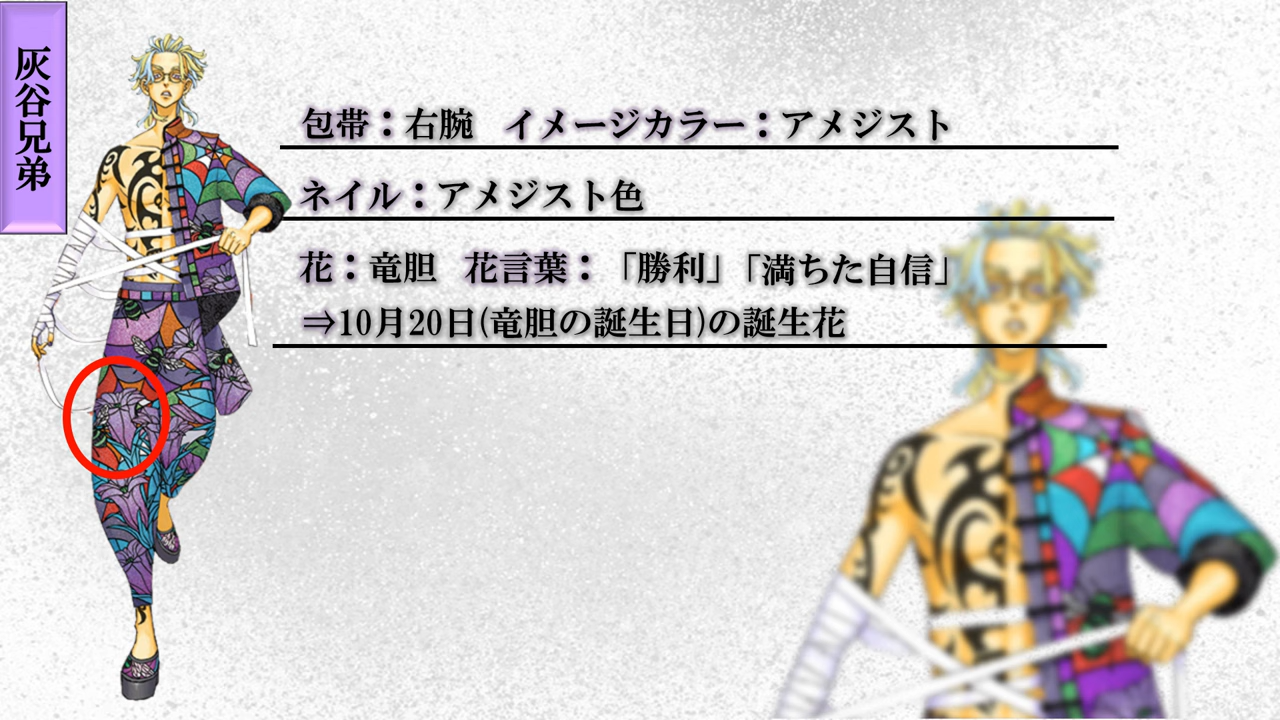 灰谷兄弟
包帯：右腕　イメージカラー：アメジスト
ネイル：アメジスト色
花：竜胆　花言葉：「勝利」「満ちた自信」
⇒10月20日(竜胆の誕生日)の誕生花